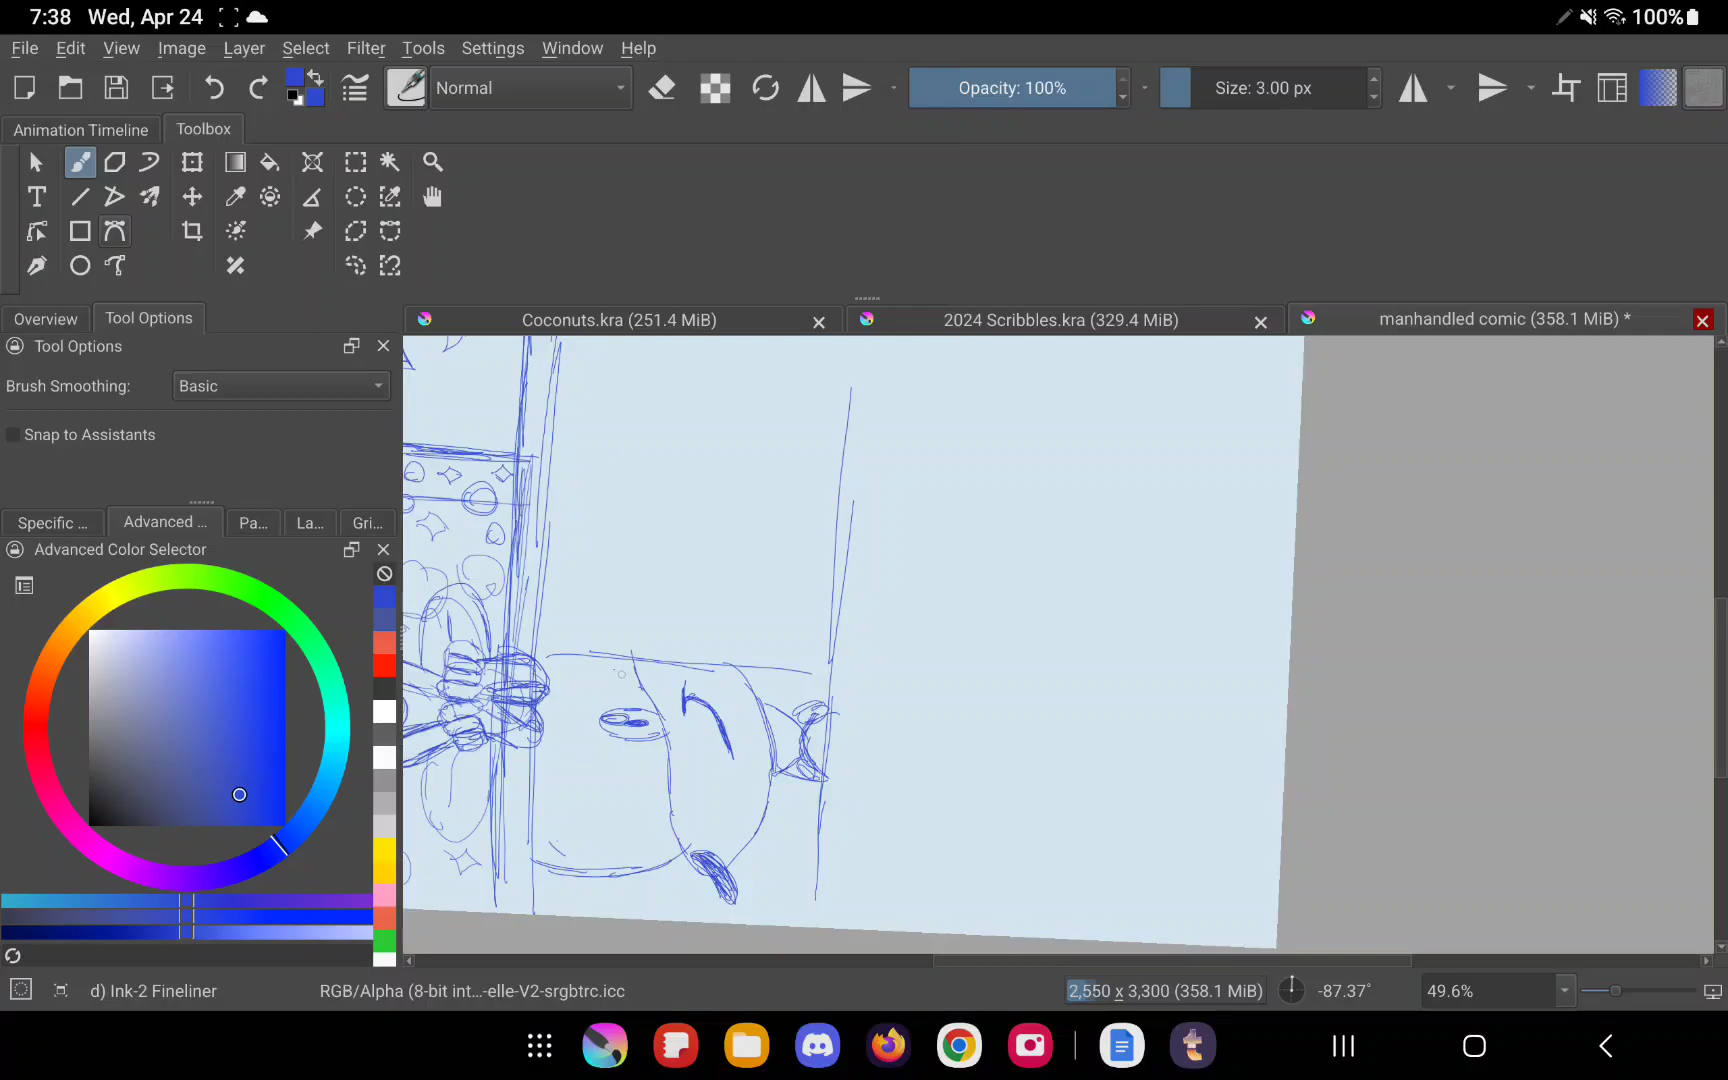 7:38 Wed, Apr 24
100%
File Edit View Image Layer Select Filter Tools Settings Window Help
Normal
Opacity: 100%
Size: 3.00 px
Animation Timeline
Toolbox
Overview
Tool Options
Coconuts.kra (251.4 MiB)
2024 Scribbles.kra (329.4 MiB)
manhandled comic (358.1 MiB) *
Tool Options
Brush Smoothing:
Basic
Snap to Assistants
Specific ...
Advanced ...
Pa...
La...
Gri...
Advanced Color Selector
d) Ink-2 Fineliner
RGB/Alpha (8-bit int...-elle-V2-srgbtrc.icc
2,550 x 3,300 (358.1 MiB)
-87.37°
49.6%